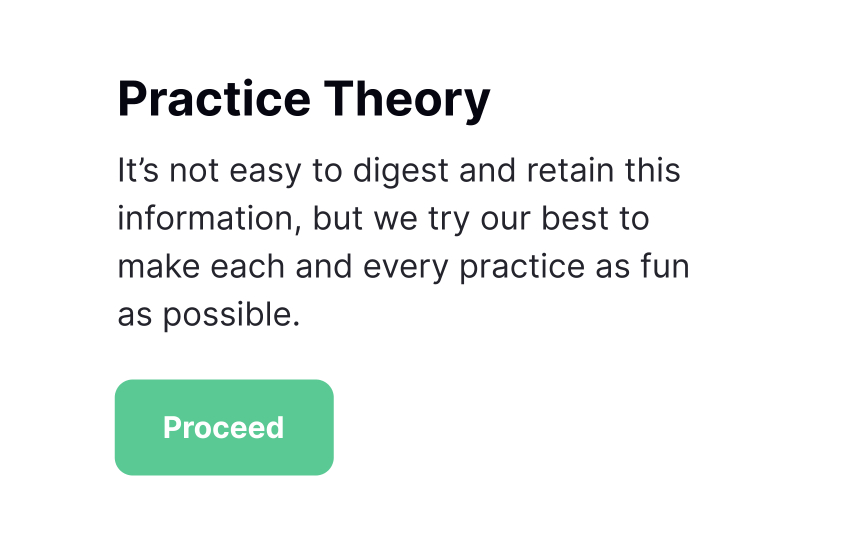 Practice Theory
It’s not easy to digest and retain this
information, but we try our best to
make each and every practice as fun
as possible.
Proceed